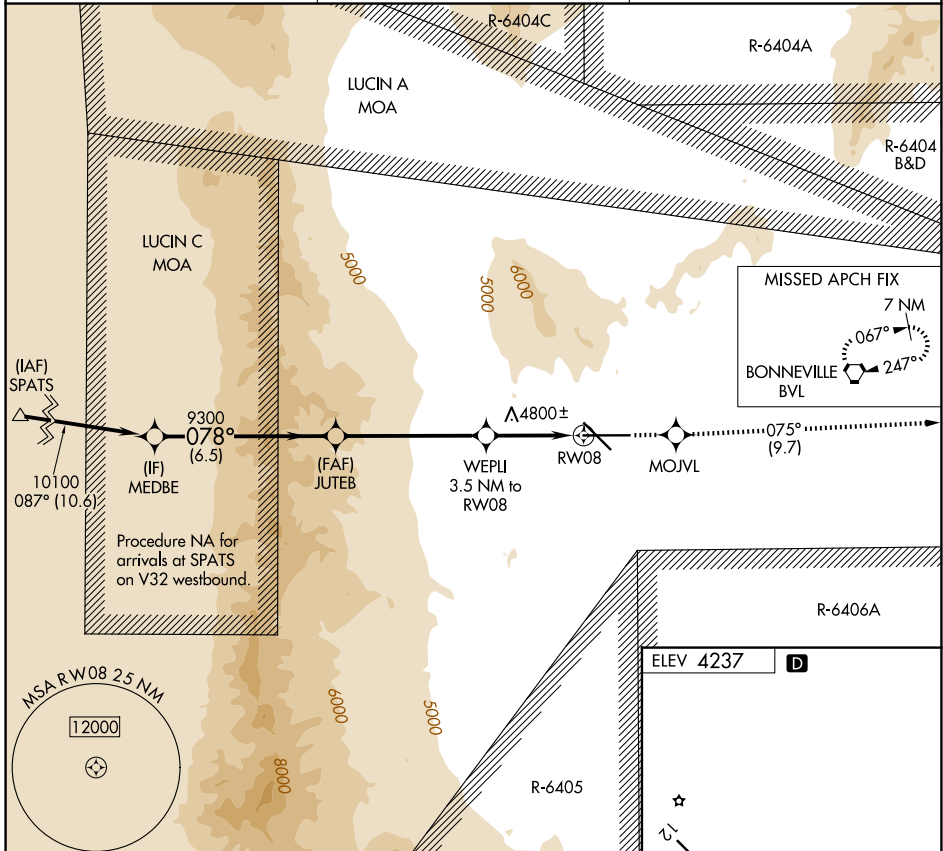 R-6404C
R-6404A
LUCIN A
MOA
R-6404
B&D
LUCIN C
MOA
5000
5000
6000
MISSED APCH FIX
7 NM
067°
247°
BONNEVILLE
BVL
(IAF)
SPATS
10100
087° (10.6)
9300
078°
(6.5)
(IF)
MEDBE
(FAF)
JUTEB
WEPLI
3.5 NM to
RW08
4800±
RW08
MOJVL
075°
(9.7)
Procedure NA for
arrivals at SPATS
on V32 westbound.
R-6406A
ELEV 4237
D
MSA RW08 25 NM
12000
6000
5000
8000
R-6405
12